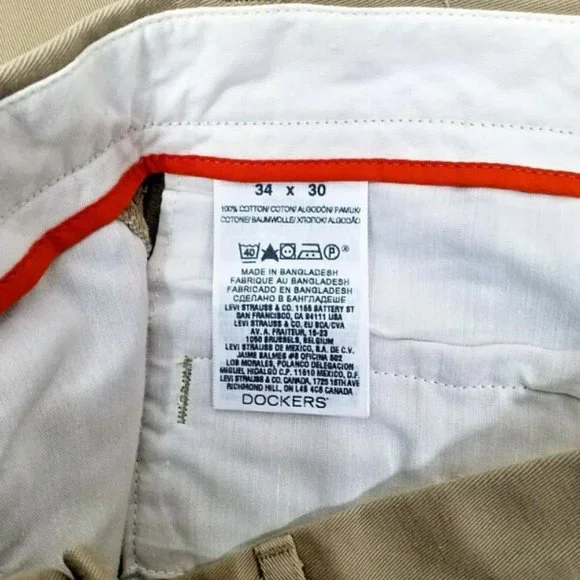 34 x 30
100% COTTON/COTON/ALGODÓN/PAMUK/
COTONE/BAUMWOLLE/ХЛОПОК/ALGODÃO
40 P
MADE IN BANGLADESH
FABRIQUE AU BANGLADESH
FABRICADO EN BANGLADESH
СДЕЛАНО В БАНГЛАДЕШЕ
LEVI STRAUSS & CO. 1155 BATTERY ST
SAN FRANCISCO, CA 94111 USA
LEVI STRAUSS & CO. EU BCA/CVA
AV. A. FRAITEUR, 15-23
1050 BRUSSELS, BELGIUM
LEVI STRAUSS DE MEXICO, S.A. DE C.V.
JAIME BALMES #8 OFICINA 502
LOS MORALES, POLANCO DELEGACION
MIGUEL HIDALGO C.P. 11510 MEXICO, D.F.
LEVI STRAUSS & CO. CANADA, 1725 16TH AVE
RICHMOND HILL, ON L4B 4C6 CANADA
DOCKERS®